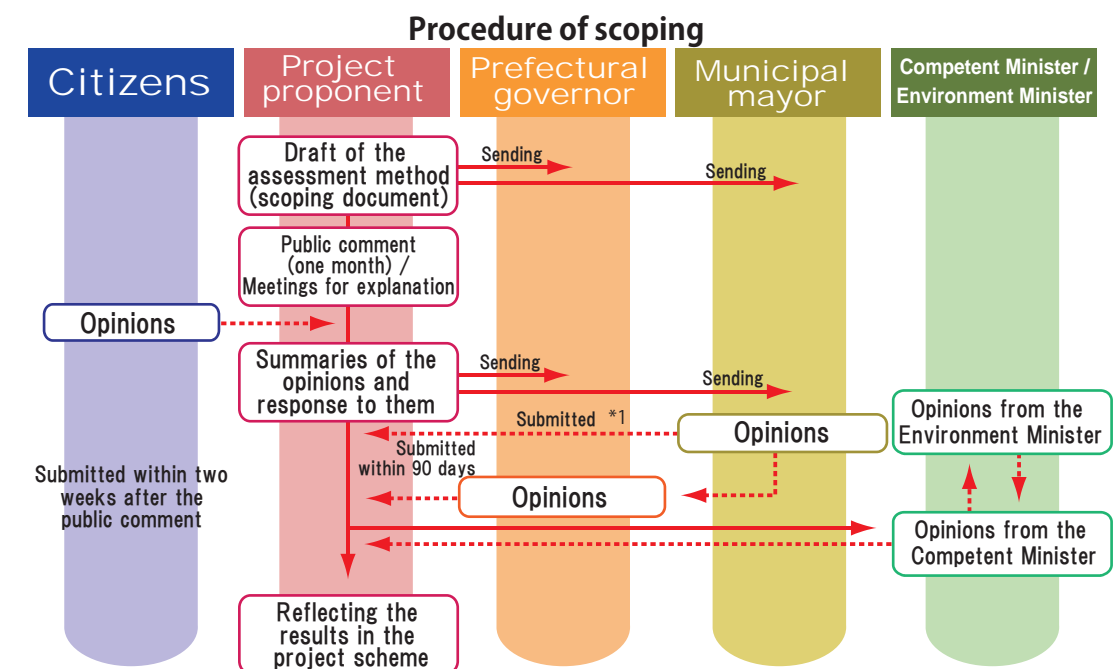 Procedure of scoping
Citizens
Project
proponent
Prefectural
governor
Municipal
mayor
Competent Minister /
Environment Minister
Draft of the
assessment method
(scoping document)
Sending
Sending
Public comment
(one month) /
Meetings for explanation
Opinions
Summaries of the
opinions and
response to them
Sending
Sending
Submitted *1
Opinions
Opinions from the
Environment Minister
Submitted
within 90 days
Opinions
Submitted within two
weeks after the
public comment
Opinions from the
Competent Minister
Reflecting the
results in the
project scheme